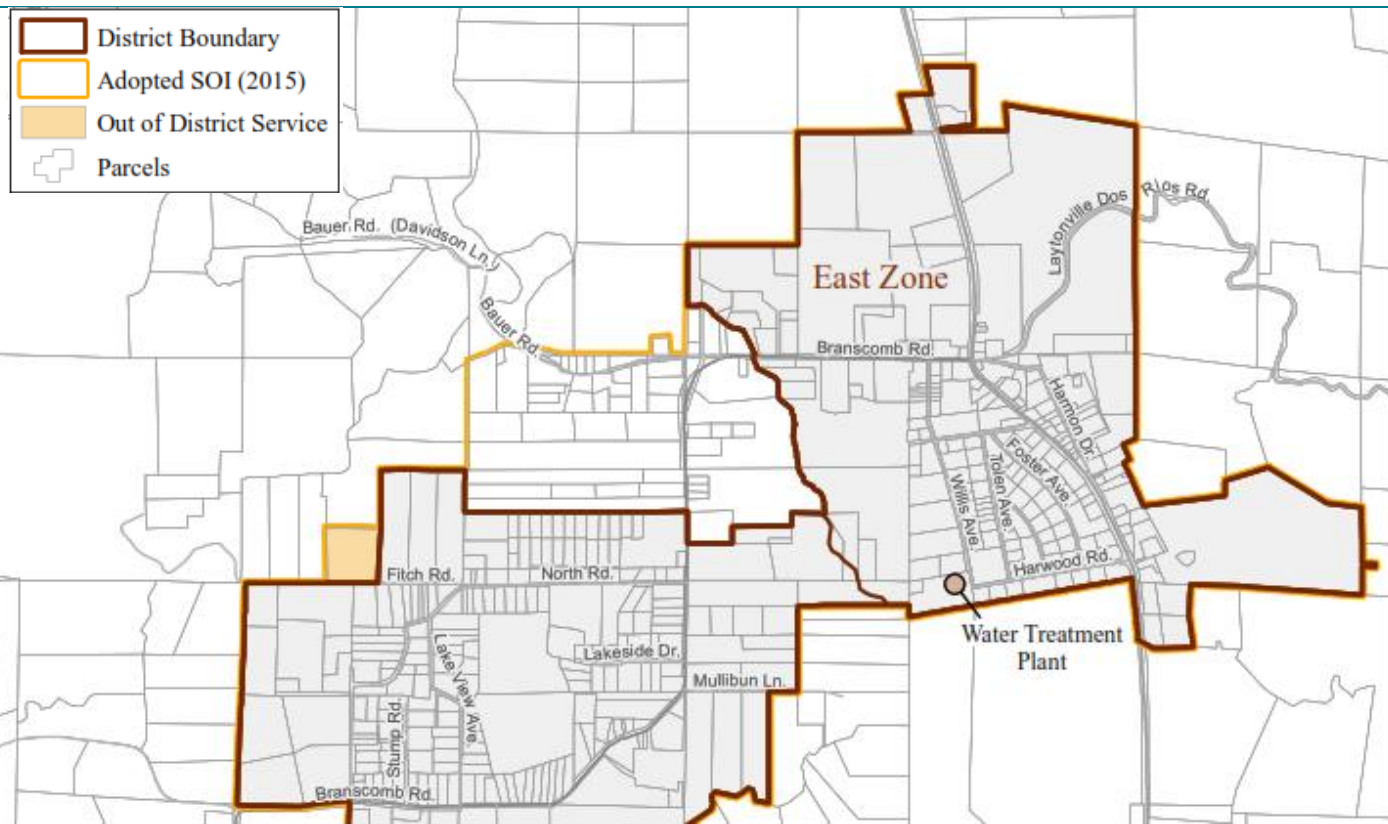 District Boundary
Adopted SOI (2015)
Out of District Service
Parcels
Bauer Rd. (Davidson Ln.)
Laytonville Dos Rios Rd.
East Zone
Bauer Rd.
Branscomb Rd.
Harmon Dr.
Foster Ave.
Tolen Ave.
Willis Ave.
Harwood Rd.
Fitch Rd.
North Rd.
Water Treatment
Plant
Lakeside Dr.
Lake View Ave.
Mullibun Ln.
Stump Rd.
Branscomb Rd.